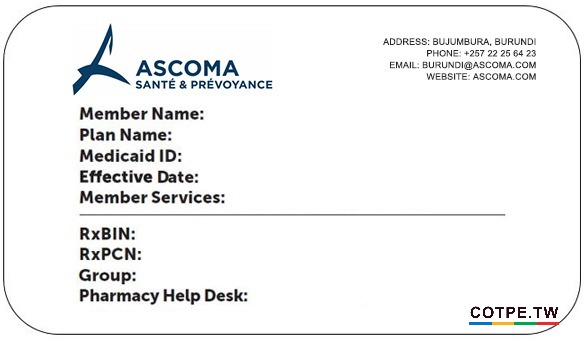 ASCOMA
SANTÉ & PRÉVOYANCE
ADDRESS: BUJUMBURA, BURUNDI
PHONE: +257 22 25 64 23
EMAIL: BURUNDI@ASCOMA.COM
WEBSITE: ASCOMA.COM
Member Name:
Plan Name:
Medicaid ID:
Effective Date:
Member Services:
RxBIN:
RxPCN:
Group:
Pharmacy Help Desk:
COTPE.TW